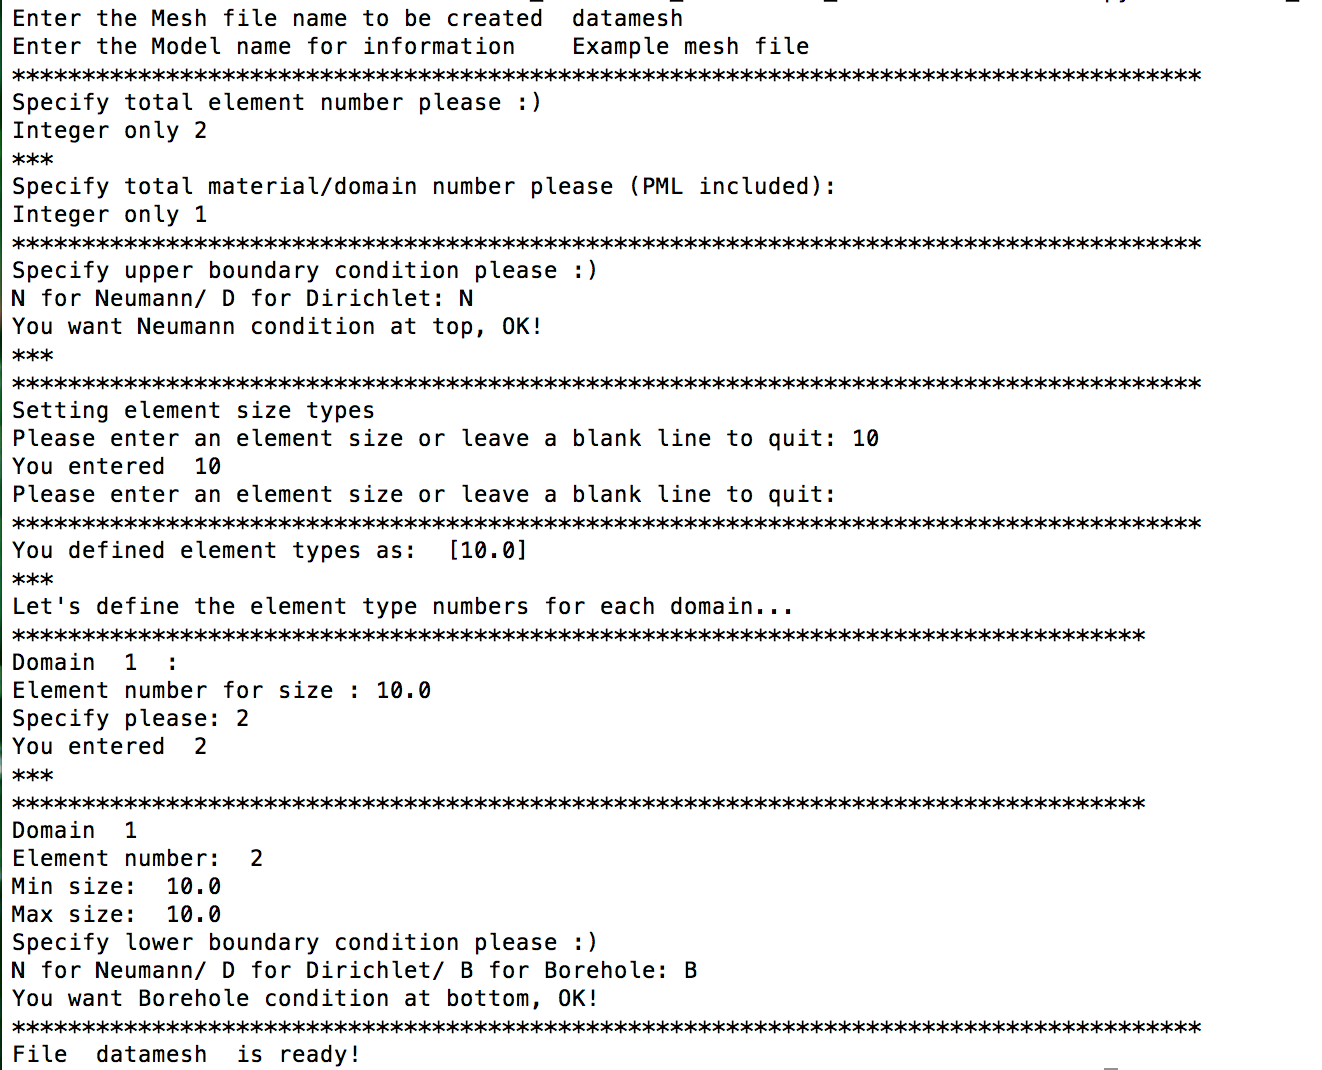 Enter the Mesh file name to be created  datamesh
Enter the Model name for information    Example mesh file
*************************************************************************************
Specify total element number please :)
Integer only 2
***
Specify total material/domain number please (PML included):
Integer only 1
*************************************************************************************
Specify upper boundary condition please :)
N for Neumann/ D for Dirichlet: N
You want Neumann condition at top, OK!
***
*************************************************************************************
Setting element size types
Please enter an element size or leave a blank line to quit: 10
You entered  10
Please enter an element size or leave a blank line to quit:
*************************************************************************************
You defined element types as:  [10.0]
***
Let's define the element type numbers for each domain...
*********************************************************************************
Domain  1  :
Element number for size : 10.0
Specify please: 2
You entered  2
***
*********************************************************************************
Domain  1
Element number:  2
Min size:  10.0
Max size:  10.0
Specify lower boundary condition please :)
N for Neumann/ D for Dirichlet/ B for Borehole: B
You want Borehole condition at bottom, OK!
*************************************************************************************
File  datamesh  is ready!